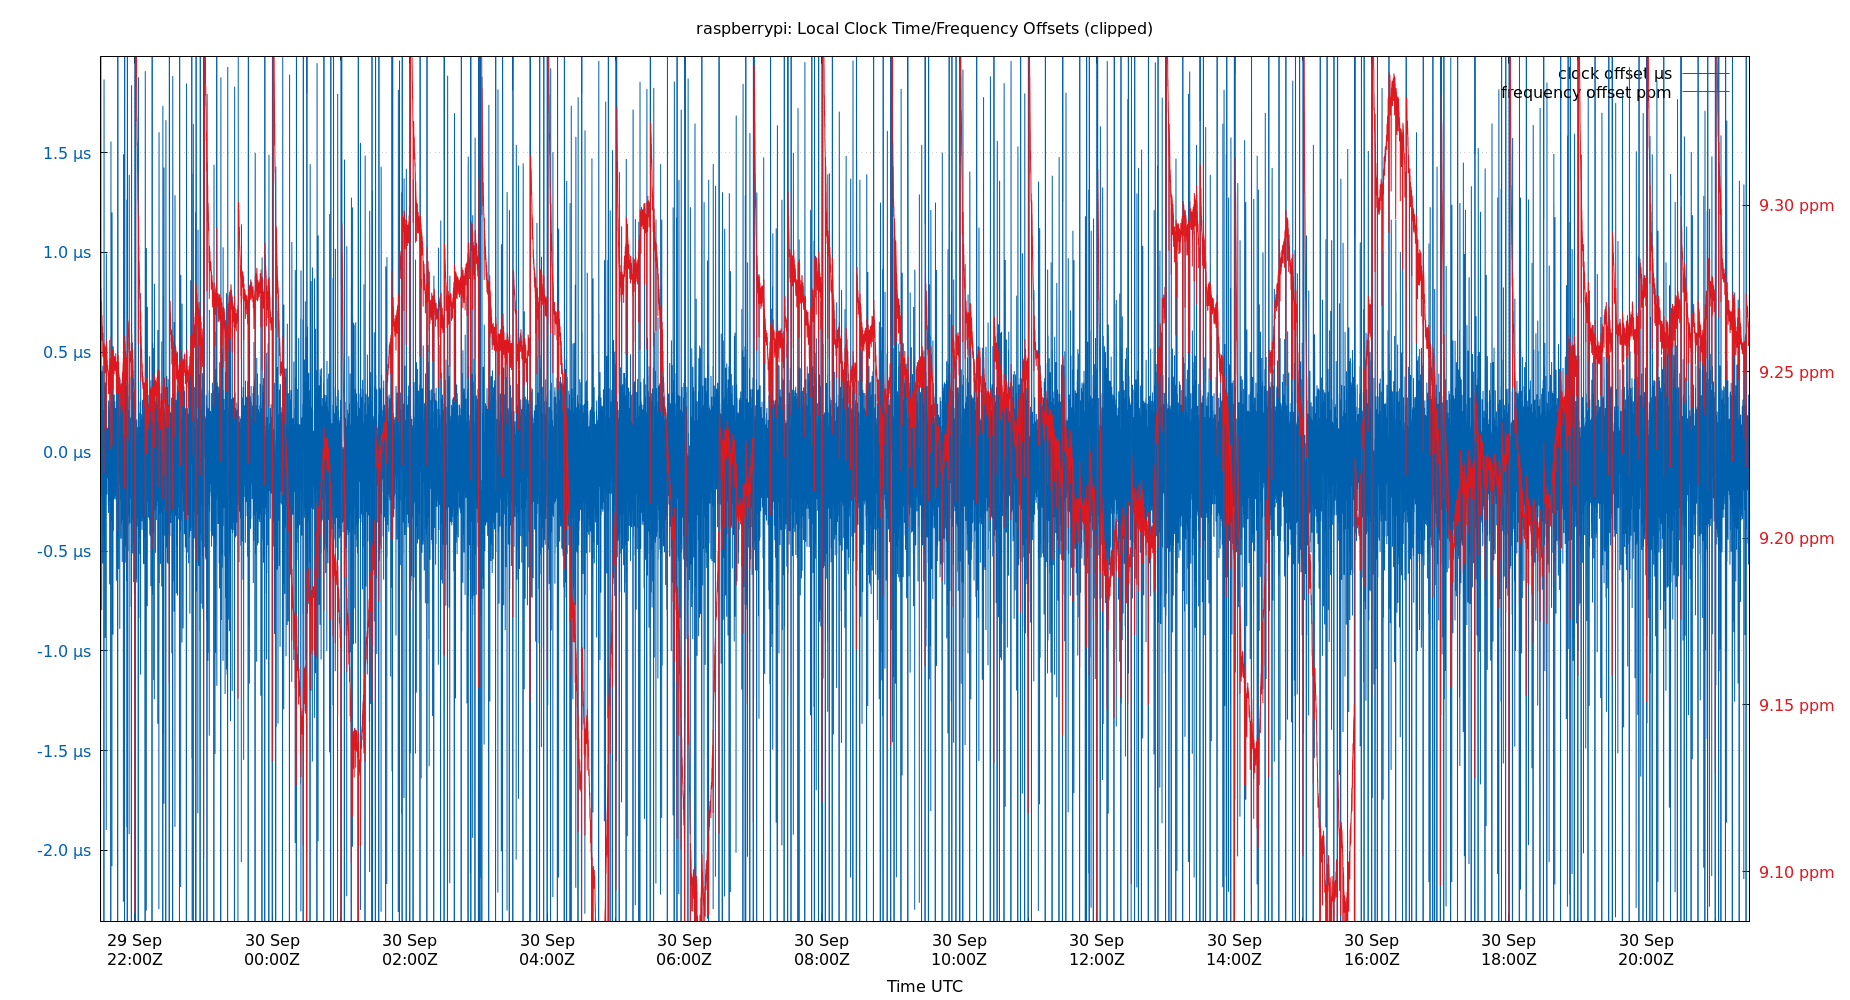 raspberrypi: Local Clock Time/Frequency Offsets (clipped)
clock offset µs
frequency offset ppm
1.5 µs
1.0 µs
0.5 µs
0.0 µs
-0.5 µs
-1.0 µs
-1.5 µs
-2.0 µs
9.30 ppm
9.25 ppm
9.20 ppm
9.15 ppm
9.10 ppm
29 Sep 30 Sep 30 Sep 30 Sep 30 Sep 30 Sep 30 Sep 30 Sep 30 Sep 30 Sep 30 Sep 30 Sep
22:00Z 00:00Z 02:00Z 04:00Z 06:00Z 08:00Z 10:00Z 12:00Z 14:00Z 16:00Z 18:00Z 20:00Z
Time UTC